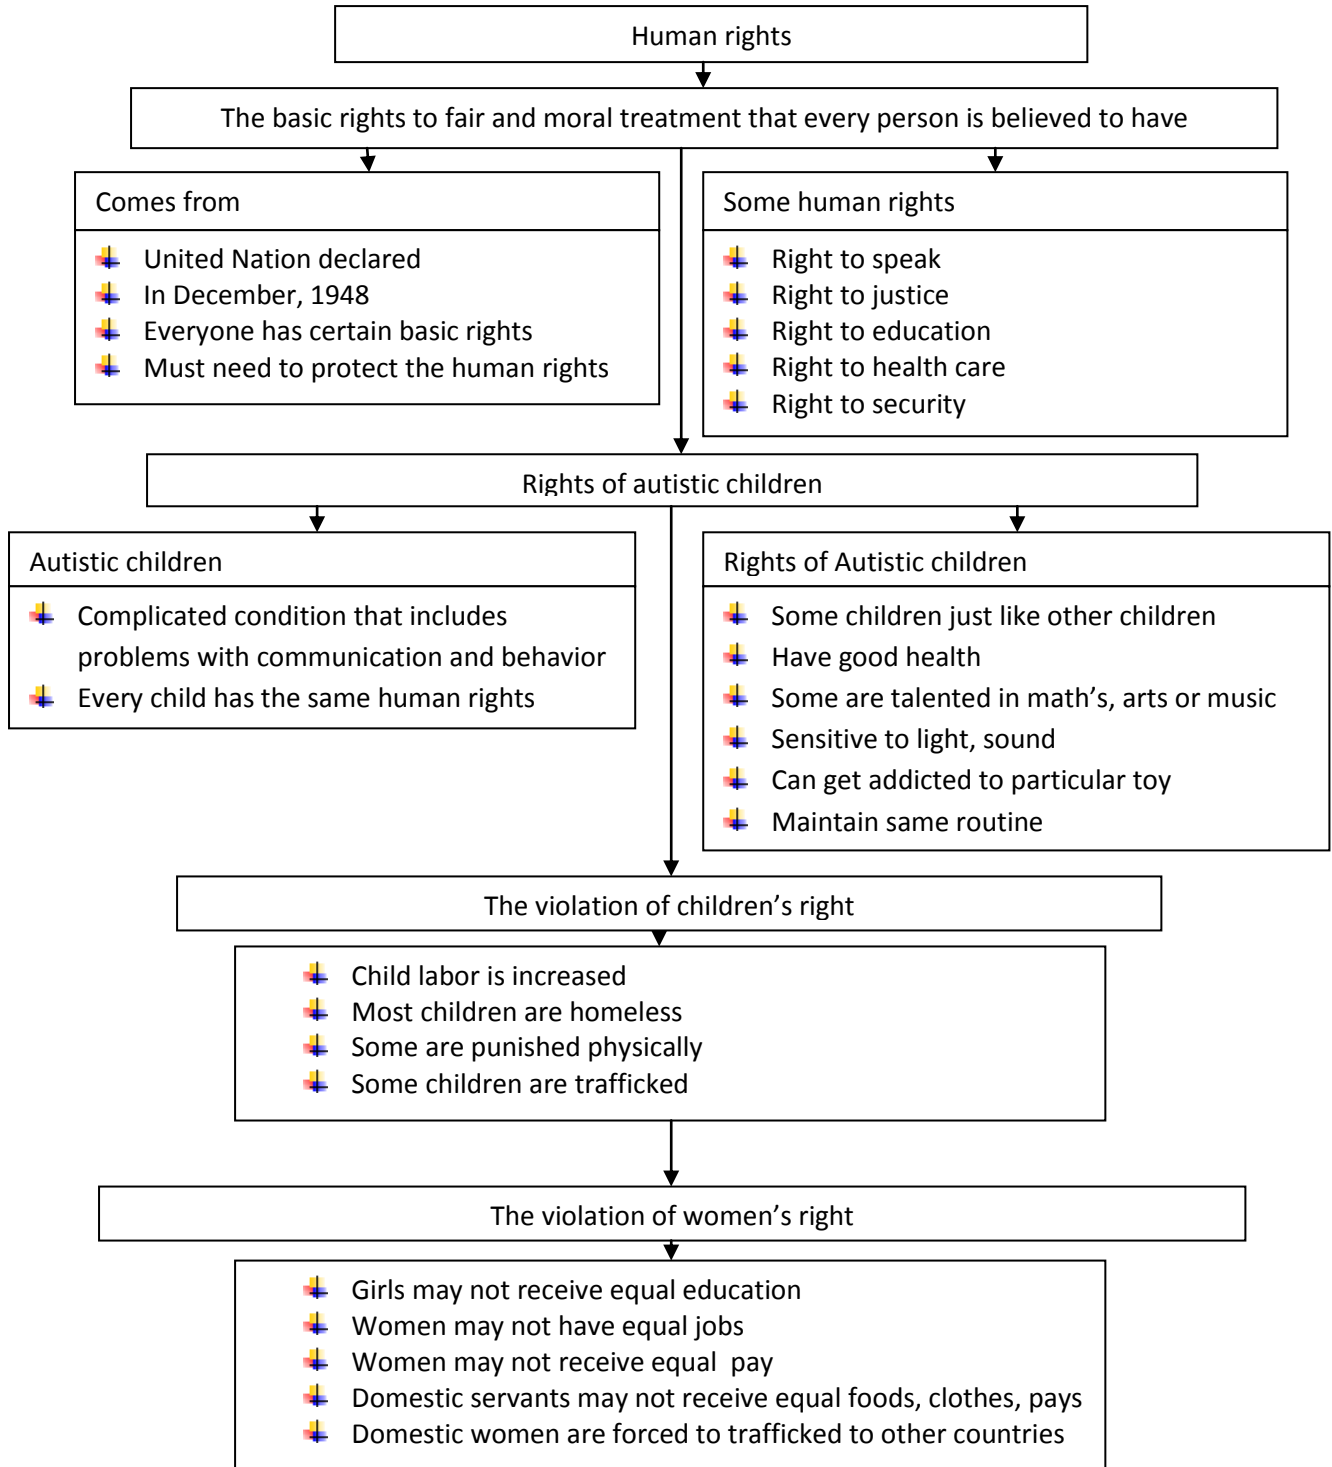 Human rights
The basic rights to fair and moral treatment that every person is believed to have
Comes from
United Nation declared
In December, 1948
Everyone has certain basic rights
Must need to protect the human rights
Some human rights
Right to speak
Right to justice
Right to education
Right to health care
Right to security
Rights of autistic children
Autistic children
Complicated condition that includes
problems with communication and behavior
Every child has the same human rights
Rights of Autistic children
Some children just like other children
Have good health
Some are talented in math’s, arts or music
Sensitive to light, sound
Can get addicted to particular toy
Maintain same routine
The violation of children’s right
Child labor is increased
Most children are homeless
Some are punished physically
Some children are trafficked
The violation of women’s right
Girls may not receive equal education
Women may not have equal jobs
Women may not receive equal  pay
Domestic servants may not receive equal foods, clothes, pays
Domestic women are forced to trafficked to other countries